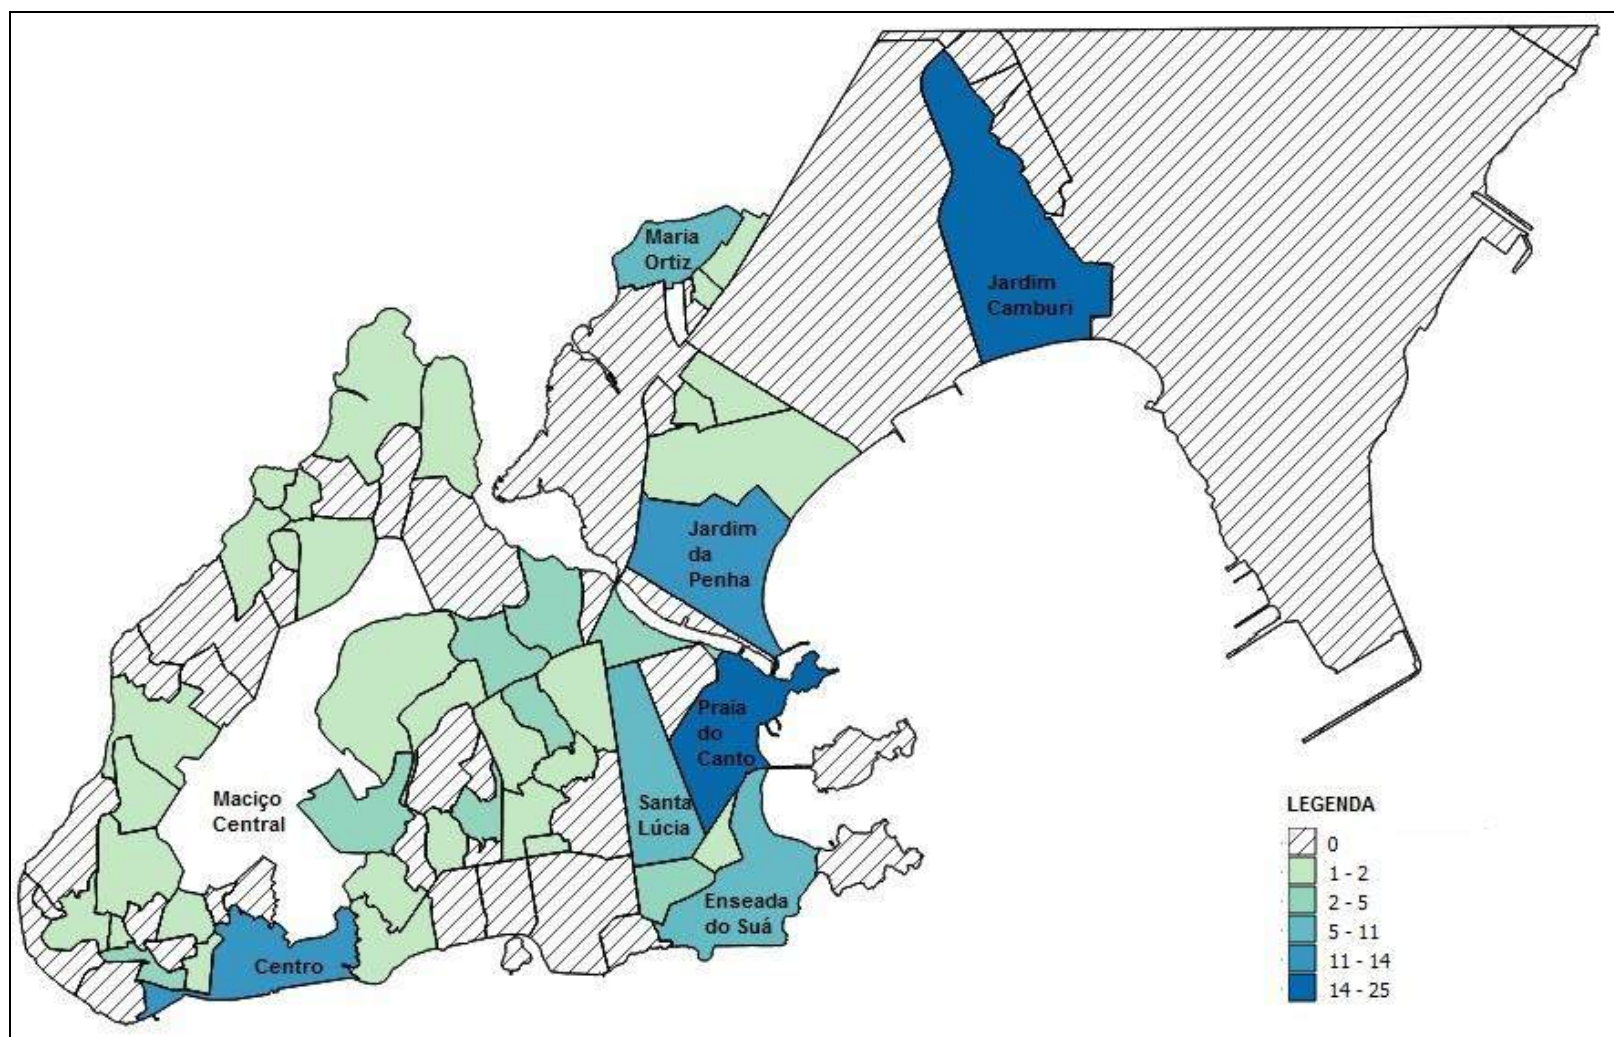 Maria
Ortiz
Jardim
Camburi
Jardim
da
Penha
Praia
do
Canto
Maciço
Central
Santa
Lúcia
Enseada
do Suá
Centro
LEGENDA
0
1 - 2
2 - 5
5 - 11
11 - 14
14 - 25